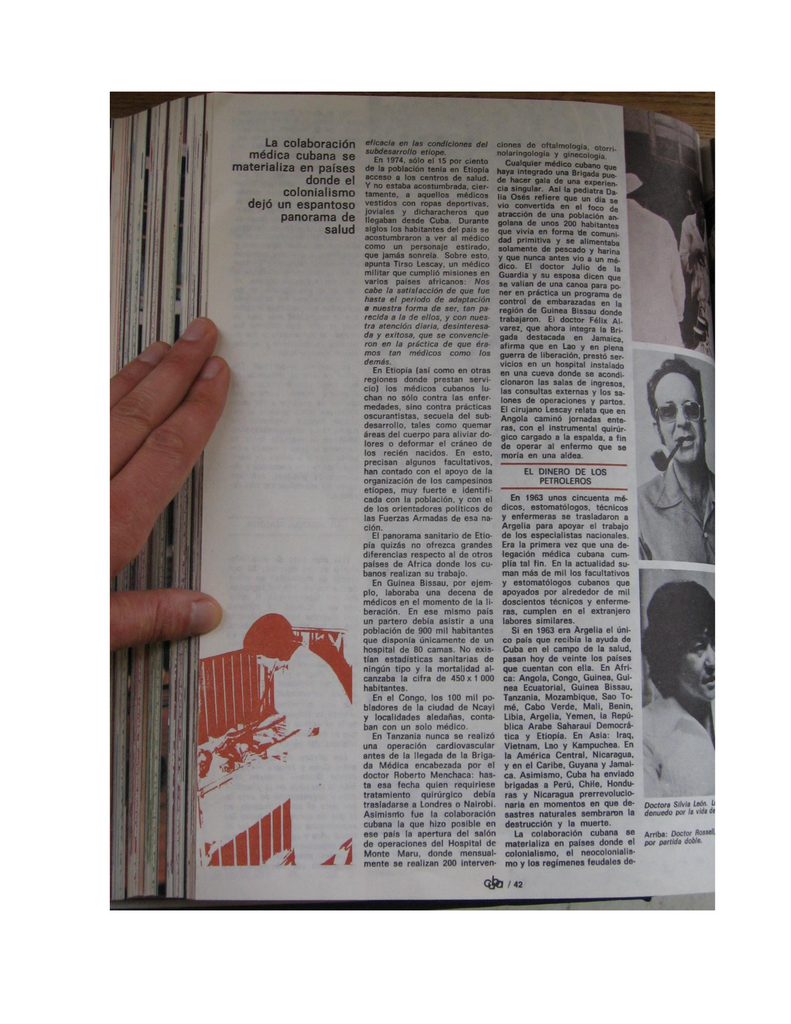 La colaboración
médica cubana se
materializa en países
donde el
colonialismo
dejó un espantoso
panorama de
salud
eficacia en las condiciones del
subdesarrollo etíope.
En 1974, sólo el 15 por ciento
de la población tenía en Etiopía
acceso a los centros de salud.
Y no estaba acostumbrada, cier-
tamente, a aquellos médicos
vestidos con ropas deportivas,
joviales y dicharacheros que
llegaban desde Cuba. Durante
siglos los habitantes del país se
acostumbraron a ver al médico
como un personaje estirado,
que jamás sonreía. Sobre esto,
apunta Tirso Lescay, un médico
militar que cumplió misiones en
varios países africanos: Nos
cabe la satisfacción de que fue
hasta el período de adaptación
a nuestra forma de ser, tan pa-
recida a la de ellos, y con nues-
tra atención diaria, desinteresa-
da y exitosa, que se convencie-
ron en la práctica de que éra-
mos tan médicos como los
demás.
En Etiopía (así como en otras
regiones donde prestan servi-
cio) los médicos cubanos lu-
chan no sólo contra las enfer-
medades, sino contra prácticas
oscurantistas, secuela del sub-
desarrollo, tales como quemar
áreas del cuerpo para aliviar do-
lores o deformar el cráneo de
los recién nacidos. En esto,
precisan algunos facultativos,
han contado con el apoyo de la
organización de los campesinos
etíopes, muy fuerte e identifi-
cada con la población, y con el
de los orientadores políticos de
las Fuerzas Armadas de esa na-
ción.
El panorama sanitario de Etio-
pía quizás no ofrezca grandes
diferencias respecto al de otros
países de Africa donde los cu-
banos realizan su trabajo.
En Guinea Bissau, por ejem-
plo, laboraba una decena de
médicos en el momento de la li-
beración. En ese mismo país
un partero debía asistir a una
población de 900 mil habitantes
que disponía únicamente de un
hospital de 80 camas. No exis-
tían estadísticas sanitarias de
ningún tipo y la mortalidad al-
canzaba la cifra de 450 x 1 000
habitantes.
En el Congo, los 100 mil po-
bladores de la ciudad de Ncayi
y localidades aledañas, conta-
ban con un solo médico.
En Tanzania nunca se realizó
una operación cardiovascular
antes de la llegada de la Briga-
da Médica encabezada por el
doctor Roberto Menchaca: has-
ta esa fecha quien requiriese
tratamiento quirúrgico debía
trasladarse a Londres o Nairobi.
Asimismo fue la colaboración
cubana la que hizo posible en
ese país la apertura del salón
de operaciones del Hospital de
Monte Maru, donde mensual-
mente se realizan 200 interven-
ciones de oftalmología, otorri-
nolaringología y ginecología.
Cualquier médico cubano que
haya integrado una Brigada pue-
de hacer gala de una experien-
cia singular. Así la pediatra Da-
lia Osés refiere que un día se
vio convertida en el foco de
atracción de una población an-
golana de unos 200 habitantes
que vivía en forma de comuni-
dad primitiva y se alimentaba
solamente de pescado y harina
y que nunca antes vio a un mé-
dico. El doctor Julio de la
Guardia y su esposa dicen que
se valían de una canoa para po-
ner en práctica un programa de
control de embarazadas en la
región de Guinea Bissau donde
trabajaron. El doctor Félix Al-
varez, que ahora integra la Bri-
gada destacada en Jamaica,
afirma que en Lao y en plena
guerra de liberación, prestó ser-
vicios en un hospital instalado
en una cueva donde se acondi-
cionaron las salas de ingresos,
las consultas externas y los sa-
lones de operaciones y partos.
El cirujano Lescay relata que en
Angola caminó jornadas ente-
ras, con el instrumental quirúr-
gico cargado a la espalda, a fin
de operar al enfermo que se
moría en una aldea.
EL DINERO DE LOS
PETROLEROS
En 1963 unos cincuenta mé-
dicos, estomatólogos, técnicos
y enfermeras se trasladaron a
Argelia para apoyar el trabajo
de los especialistas nacionales.
Era la primera vez que una de-
legación médica cubana cum-
plía tal fin. En la actualidad su-
man más de mil los facultativos
y estomatólogos cubanos que
apoyados por alrededor de mil
doscientos técnicos y enferme-
ras, cumplen en el extranjero
labores similares.
Si en 1963 era Argelia el úni-
co país que recibía la ayuda de
Cuba en el campo de la salud,
pasan hoy de veinte los países
que cuentan con ella. En Afri-
ca: Angola, Congo, Guinea, Gui-
nea Ecuatorial, Guinea Bissau,
Tanzania, Mozambique, Sao To-
mé, Cabo Verde, Mali, Benin,
Libia, Argelia, Yemen, la Repú-
blica Arabe Saharauí Democrá-
tica y Etiopía. En Asia: Iraq,
Vietnam, Lao y Kampuchea. En
la América Central, Nicaragua,
y en el Caribe, Guyana y Jamai-
ca. Asimismo, Cuba ha enviado
brigadas a Perú, Chile, Hondu-
ras y Nicaragua prerrevolucio-
naria en momentos en que de-
sastres naturales sembraron la
destrucción y la muerte.
La colaboración cubana se
materializa en países donde el
colonialismo, el neocolonialis-
mo y los regímenes feudales de-
Doctora Silvia León.
denuedo por la vida de
Arriba: Doctor Rossell,
por partida doble.
cuba / 42